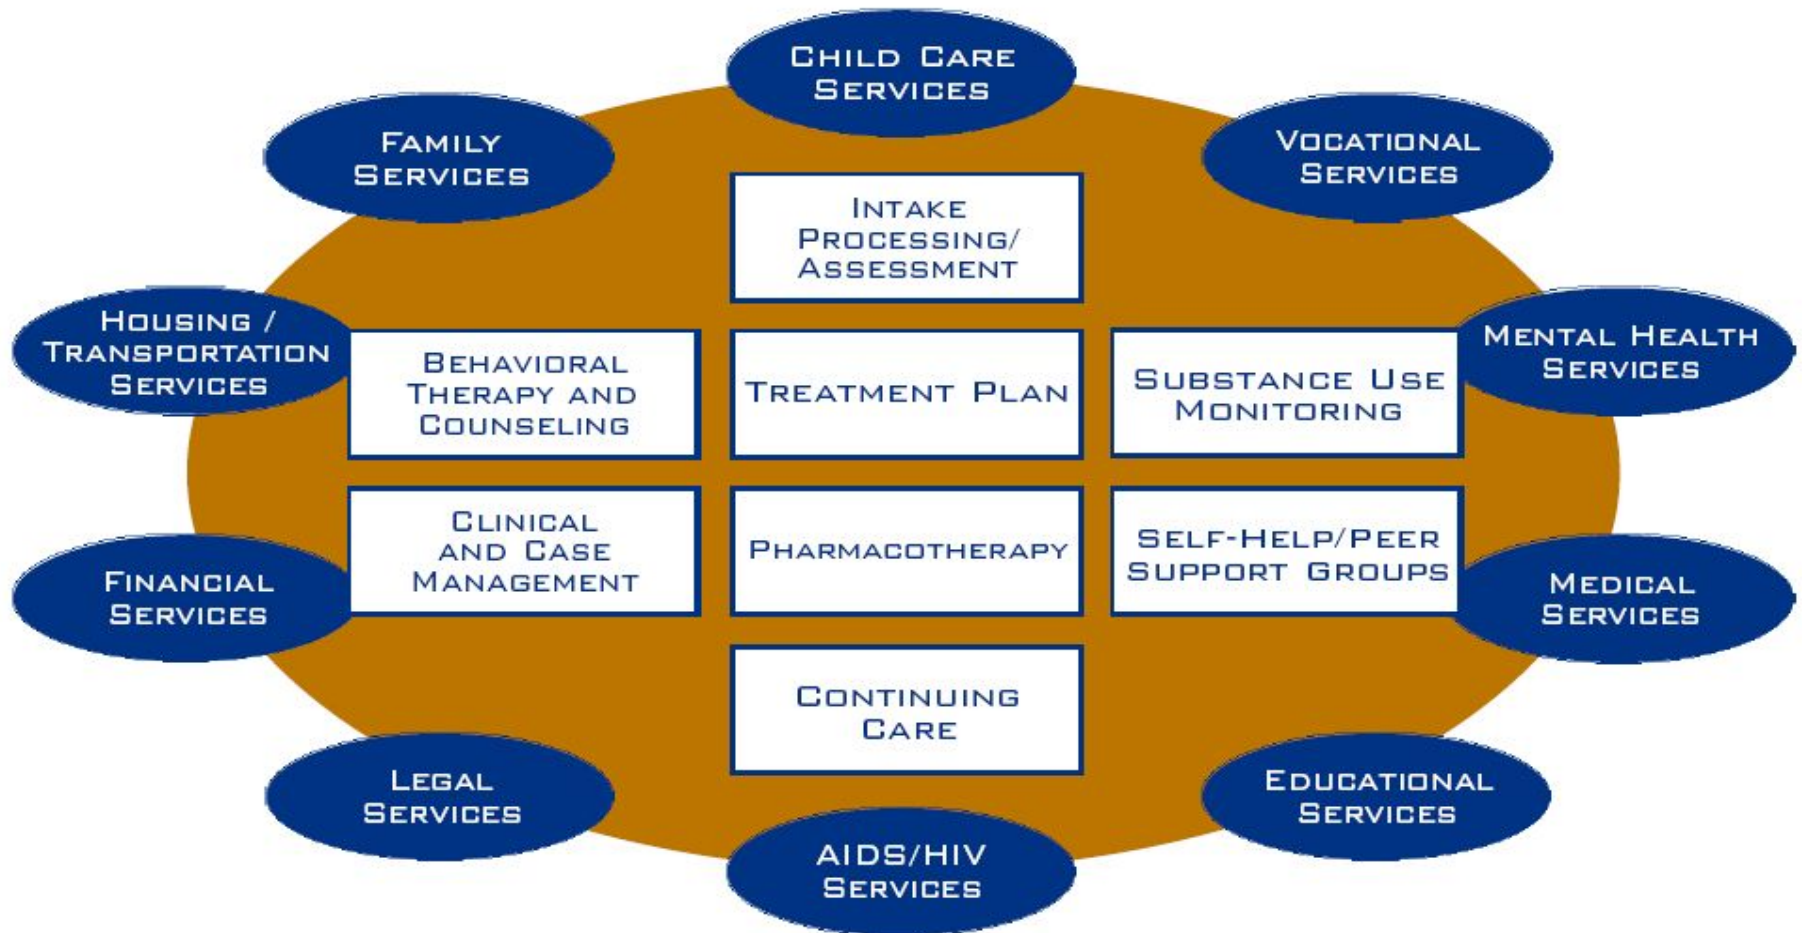 Child Care
Services
Family
Services
Vocational
Services
Intake
Processing/
Assessment
Housing /
Transportation
Services
Behavioral
Therapy and
Counseling
Treatment Plan
Substance Use
Monitoring
Mental Health
Services
Financial
Services
Clinical
and Case
Management
Pharmacotherapy
Self-Help/Peer
Support Groups
Medical
Services
Continuing
Care
Legal
Services
AIDS/HIV
Services
Educational
Services